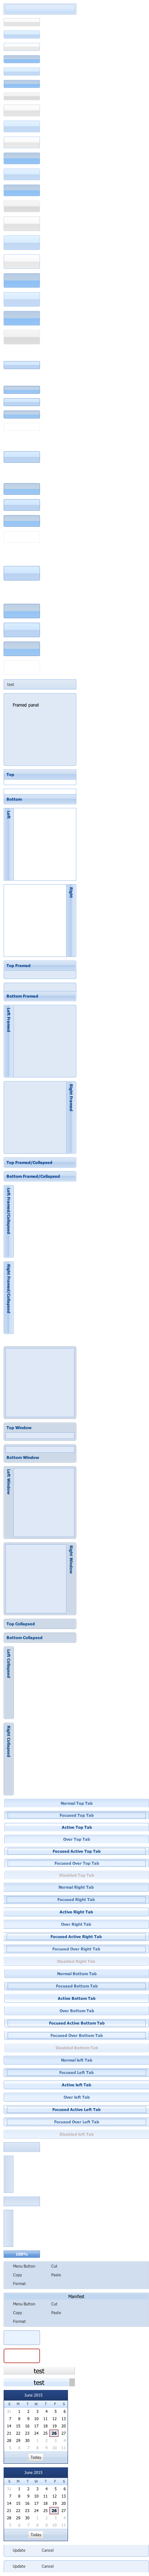 test
Framed panel
Top
Bottom
Left
Right
Top Framed
Bottom Framed
Left Framed
Right Framed
Top Framed/Collapsed
Bottom Framed/Collapsed
Left Framed/Collapsed
Right Framed/Collapsed
Top Window
Bottom Window
Left Window
Right Window
Top Collapsed
Bottom Collapsed
Left Collapsed
Right Collapsed
Normal Top Tab
Focused Top Tab
Active Top Tab
Over Top Tab
Focused Active Top Tab
Focused Over Top Tab
Disabled Top Tab
Normal Right Tab
Focused Right Tab
Active Right Tab
Over Right Tab
Focused Active Right Tab
Focused Over Right Tab
Disabled Right Tab
Normal Bottom Tab
Focused Bottom Tab
Active Bottom Tab
Over Bottom Tab
Focused Active Bottom Tab
Focused Over Bottom Tab
Disabled Bottom Tab
Normal left Tab
Focused Left Tab
Active left Tab
Over left Tab
Focused Active Left Tab
Focused Over Left Tab
Disabled left Tab
100%
Menu Button Cut
Copy Paste
Format
Manifest
Menu Button Cut
Copy Paste
Format
test
test
June 2015
S M T W T F S
31 1 2 3 4 5 6
7 8 9 10 11 12 13
14 15 16 17 18 19 20
21 22 23 24 25 26 27
28 29 30 1 2 3 4
5 6 7 8 9 10 11
Today
June 2015
S M T W T F S
31 1 2 3 4 5 6
7 8 9 10 11 12 13
14 15 16 17 18 19 20
21 22 23 24 25 26 27
28 29 30 1 2 3 4
5 6 7 8 9 10 11
Today
Update Cancel
Update Cancel